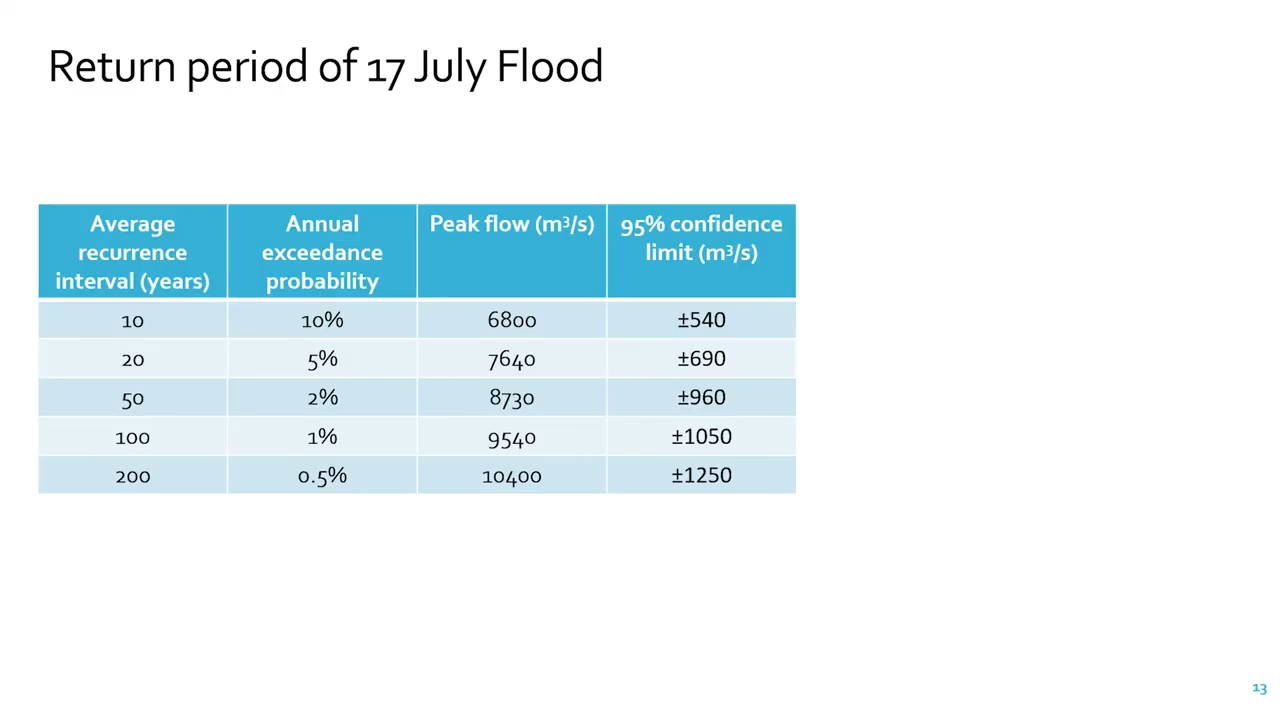 Return period of 17 July Flood
Average recurrence interval (years) Annual exceedance probability Peak flow (m³/s) 95% confidence limit (m³/s)
10 10% 6800 ±540
20 5% 7640 ±690
50 2% 8730 ±960
100 1% 9540 ±1050
200 0.5% 10400 ±1250
13